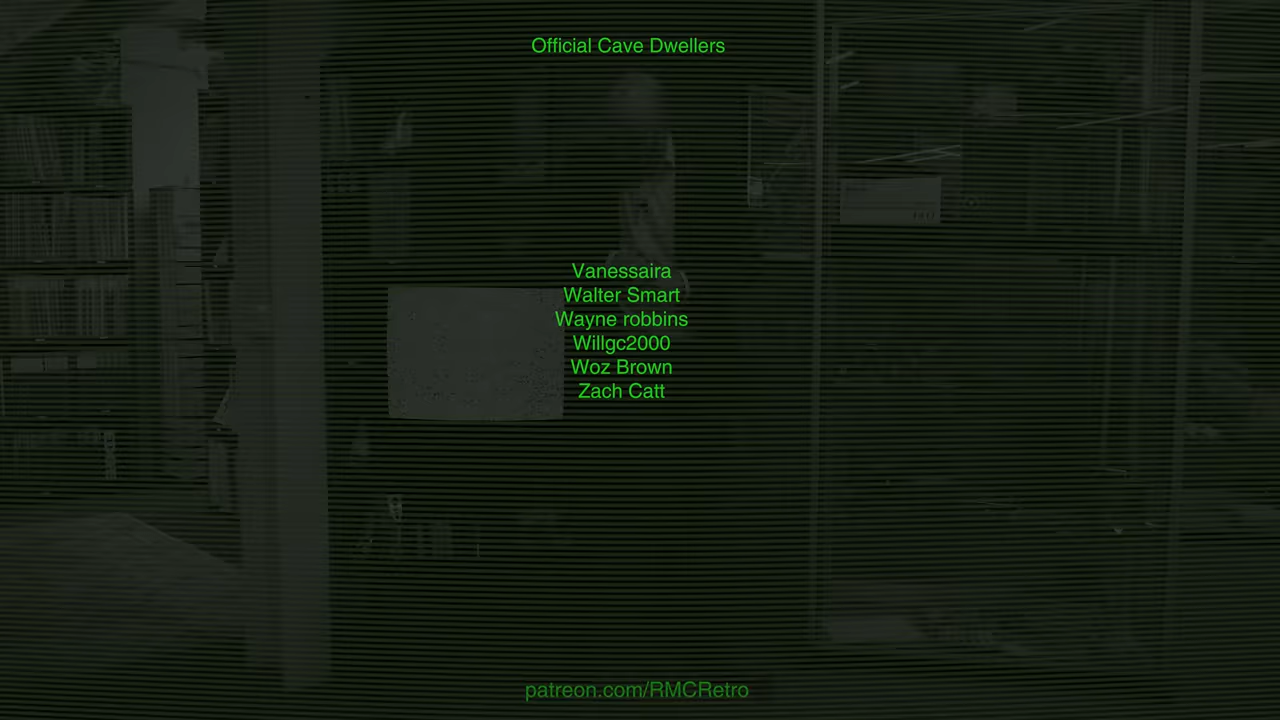 Official Cave Dwellers
Vanessaira
Walter Smart
Wayne robbins
Willgc2000
Woz Brown
Zach Catt
patreon.com/RMCRetro